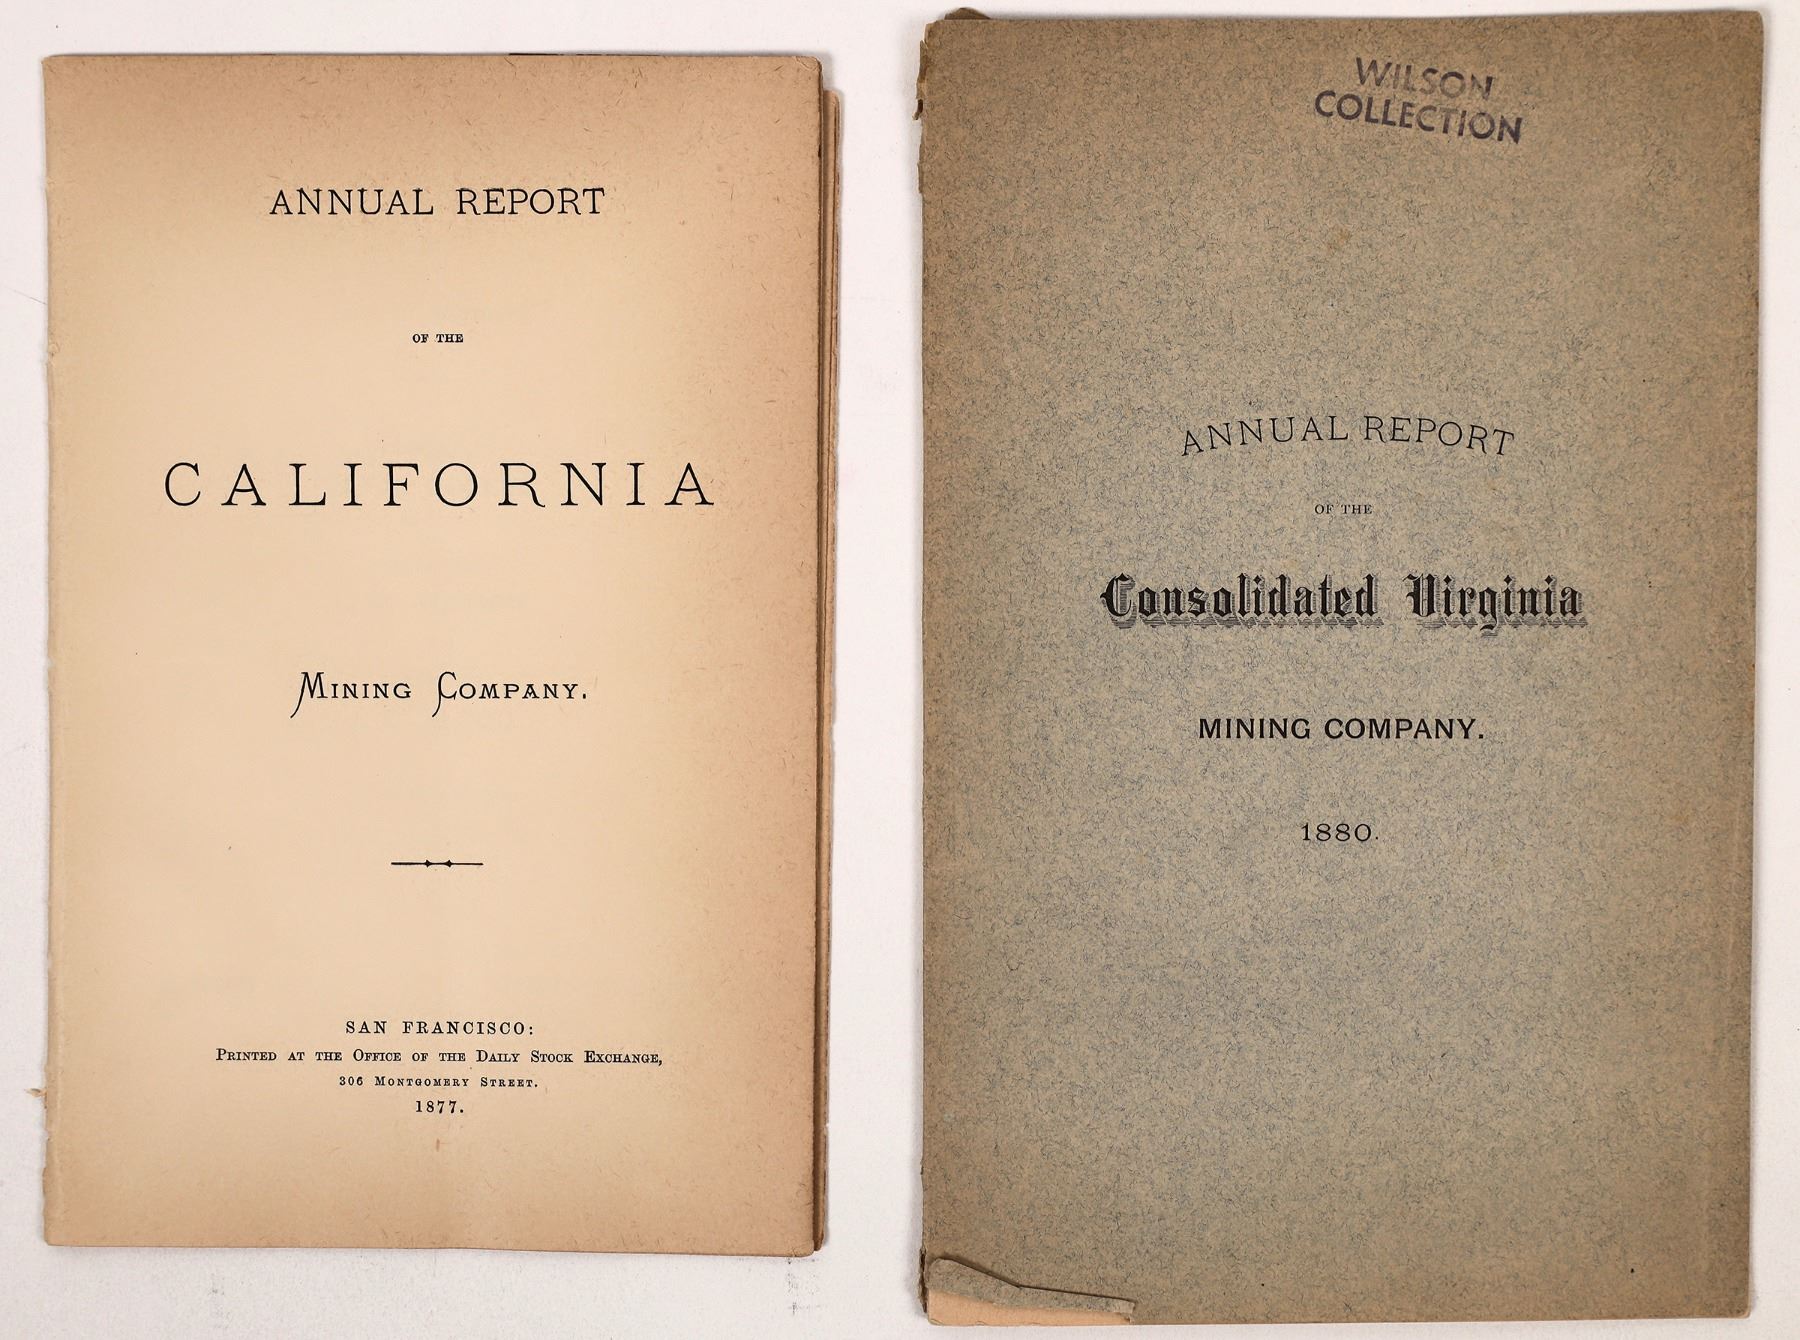 ANNUAL REPORT
OF THE
CALIFORNIA
MINING COMPANY.
SAN FRANCISCO:
PRINTED AT THE OFFICE OF THE DAILY STOCK EXCHANGE,
306 MONTGOMERY STREET.
1877.
WILSON
COLLECTION
ANNUAL REPORT
OF THE
Consolidated Virginia
MINING COMPANY.
1880.